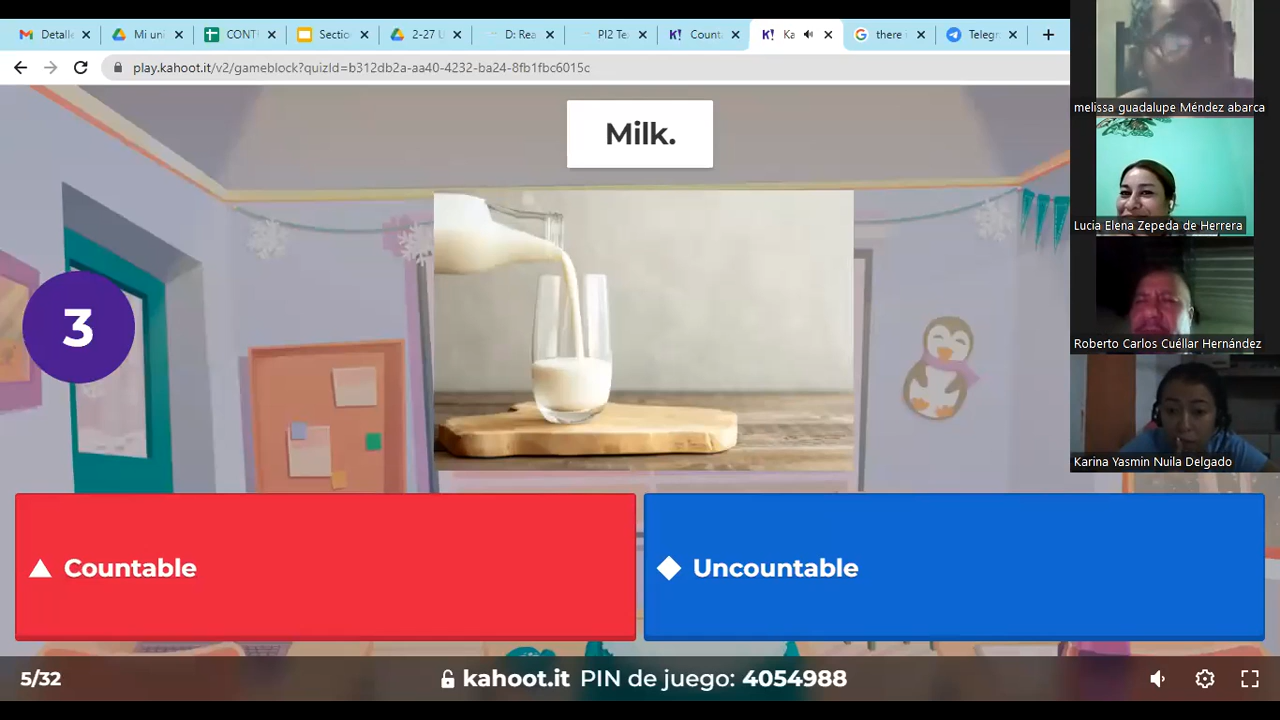 Detalle
Mi uni
CONT
Sectio
2-27 U
D: Rea
PI2 Te
K! Count
K! Ka
there i
Telegr
play.kahoot.it/v2/gameblock?quizId=b312db2a-aa40-4232-ba24-8fb1fbc6015c
Milk.
3
Countable
Uncountable
5/32
kahoot.it PIN de juego: 4054988
melissa guadalupe Méndez abarca
Lucia Elena Zepeda de Herrera
Roberto Carlos Cuéllar Hernández
Karina Yasmin Nuila Delgado